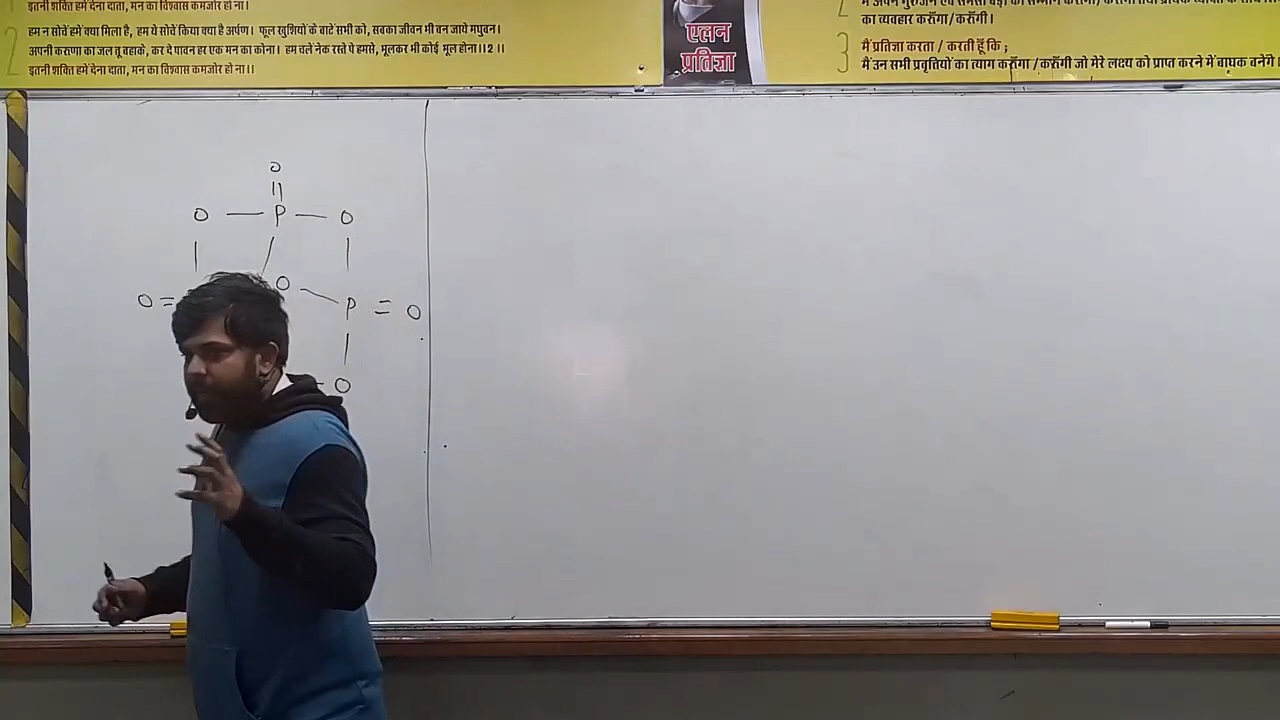 इतनी शक्ति हमें देना दाता, मन का विश्वास कमजोर हो ना।
2
हम न सोचें हमें क्या मिला है, हम ये सोचें किया क्या है अर्पण। फूल खुशियों के बाटें सभी को, सबका जीवन भी बन जाये मधुबन।
अपनी करुणा का जल तू बहाके, कर दे पावन हर एक मन का कोना। हम चलें नेक रस्ते पे हमसे, भूलकर भी कोई भूल हो ना।।2।।
इतनी शक्ति हमें देना दाता, मन का विश्वास कमजोर हो ना।।
एलन
प्रतिज्ञा
2
का व्यवहार करूँगा / करूँगी।
3
मैं प्रतिज्ञा करता / करती हूँ कि ;
मैं उन सभी प्रवृत्तियों का त्याग करूँगा / करूँगी जो मेरे लक्ष्य को प्राप्त करने में बाधक बनेंगे
O
||
O — P — O
| / |
O = O — P = O
|
O